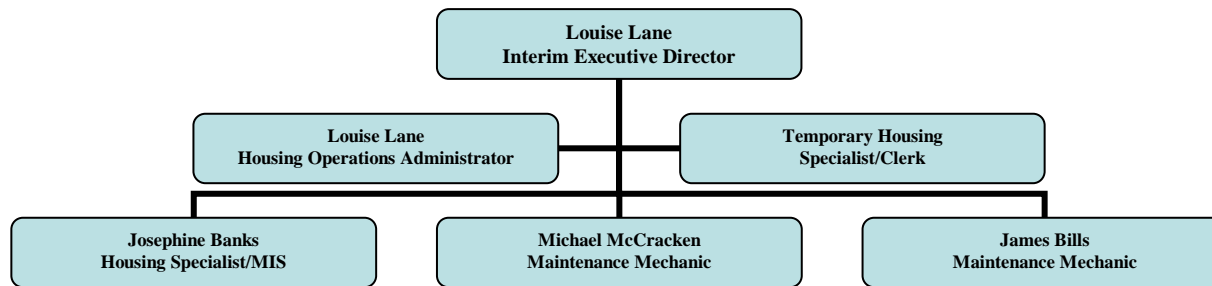 Louise Lane
Interim Executive Director
Louise Lane
Housing Operations Administrator
Temporary Housing
Specialist/Clerk
Josephine Banks
Housing Specialist/MIS
Michael McCracken
Maintenance Mechanic
James Bills
Maintenance Mechanic